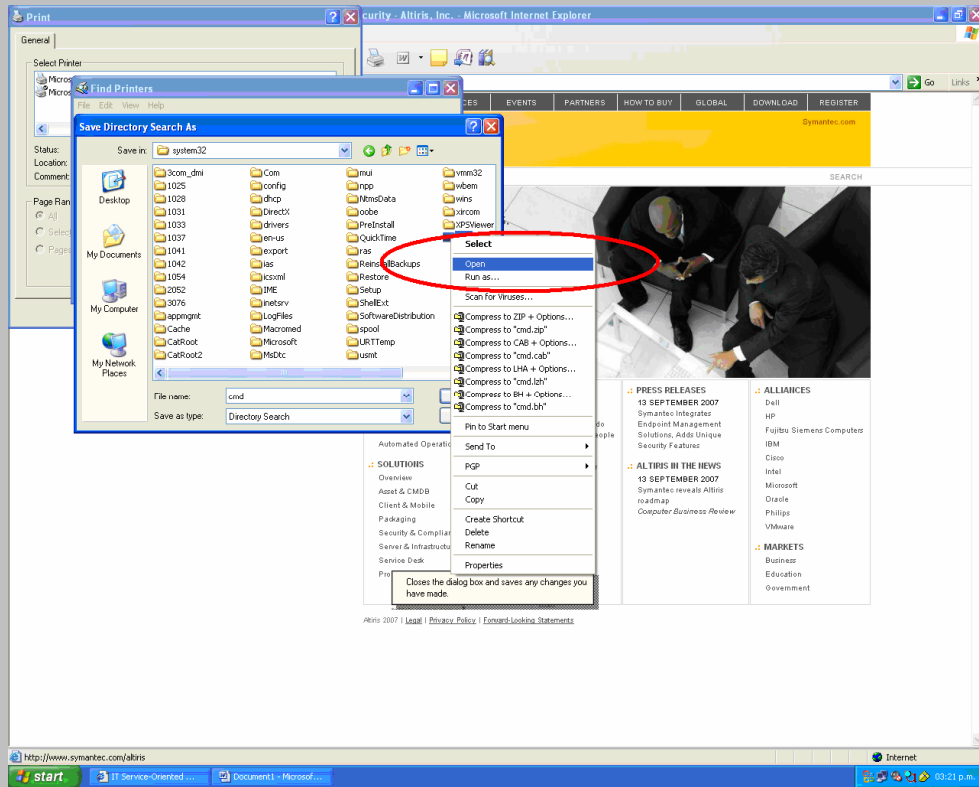 Print
curity - Altiris, Inc. - Microsoft Internet Explorer
General
Select Printer
Micros
Micros
Status:
Location:
Comment
Page Ran
All
Selec
Pages
Go
Links
Find Printers
File Edit View Help
CES EVENTS PARTNERS HOW TO BUY GLOBAL DOWNLOAD REGISTER
Symantec.com
SEARCH
Save Directory Search As
Save in:
system32
Desktop
My Documents
My Computer
My Network Places
3com_dmi
1025
1028
1031
1033
1037
1041
1042
1054
2052
3076
appmgmt
Cache
CatRoot
CatRoot2
Com
config
dhcp
DirectX
drivers
en-us
export
ias
icsxml
IME
inetsrv
LogFiles
Macromed
Microsoft
MsDtc
mui
npp
NtmsData
oobe
PreInstall
QuickTime
ras
ReinstallBackups
Restore
Setup
ShellExt
SoftwareDistribution
spool
URTTemp
usmt
vmm32
wbem
wins
xircom
XPSViewer
File name:
cmd
Save as type:
Directory Search
Select
Open
Run as...
Scan for Viruses...
Compress to ZIP + Options...
Compress to "cmd.zip"
Compress to CAB + Options...
Compress to "cmd.cab"
Compress to LHA + Options...
Compress to "cmd.lzh"
Compress to BH + Options...
Compress to "cmd.bh"
Pin to Start menu
Send To
PGP
Cut
Copy
Create Shortcut
Delete
Rename
Properties
Closes the dialog box and saves any changes you
have made.
Automated Operatio
.: SOLUTIONS
Overview
Asset & CMDB
Client & Mobile
Packaging
Security & Complian
Server & Infrastructu
Service Desk
Pro
do
eople
.: PRESS RELEASES
13 SEPTEMBER 2007
Symantec Integrates
Endpoint Management
Solutions, Adds Unique
Security Features
.: ALTIRIS IN THE NEWS
13 SEPTEMBER 2007
Symantec reveals Altiris
roadmap
Computer Business Review
.: ALLIANCES
Dell
HP
Fujitsu Siemens Computers
IBM
Cisco
Intel
Microsoft
Oracle
Philips
VMware
.: MARKETS
Business
Education
Government
Altiris 2007 | Legal | Privacy Policy | Forward-Looking Statements
http://www.symantec.com/altiris
Internet
start
IT Service-Oriented ...
Document1 - Microsof...
03:21 p.m.